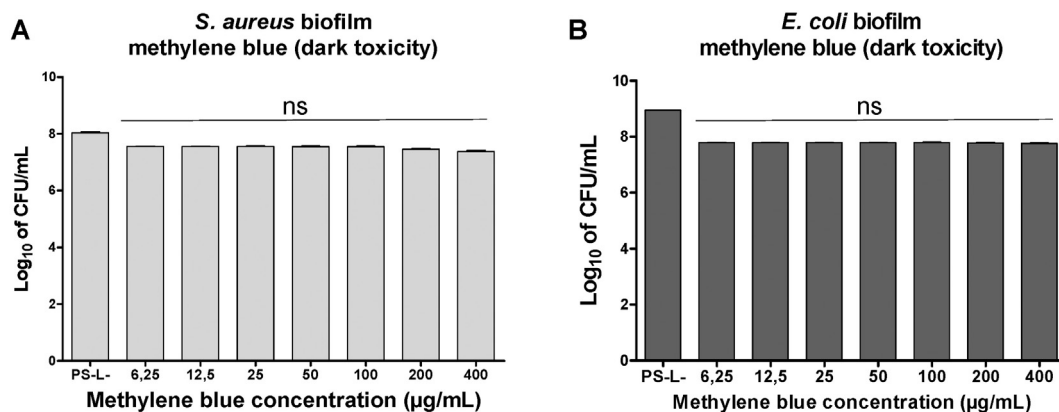 A
S. aureus biofilm
methylene blue (dark toxicity)
ns
10
8
6
4
2
0
Log10 of CFU/mL
PS-L- 6,25 12,5 25 50 100 200 400
Methylene blue concentration (µg/mL)
B
E. coli biofilm
methylene blue (dark toxicity)
ns
10
8
6
4
2
0
Log10 of CFU/mL
PS-L- 6,25 12,5 25 50 100 200 400
Methylene blue concentration (µg/mL)